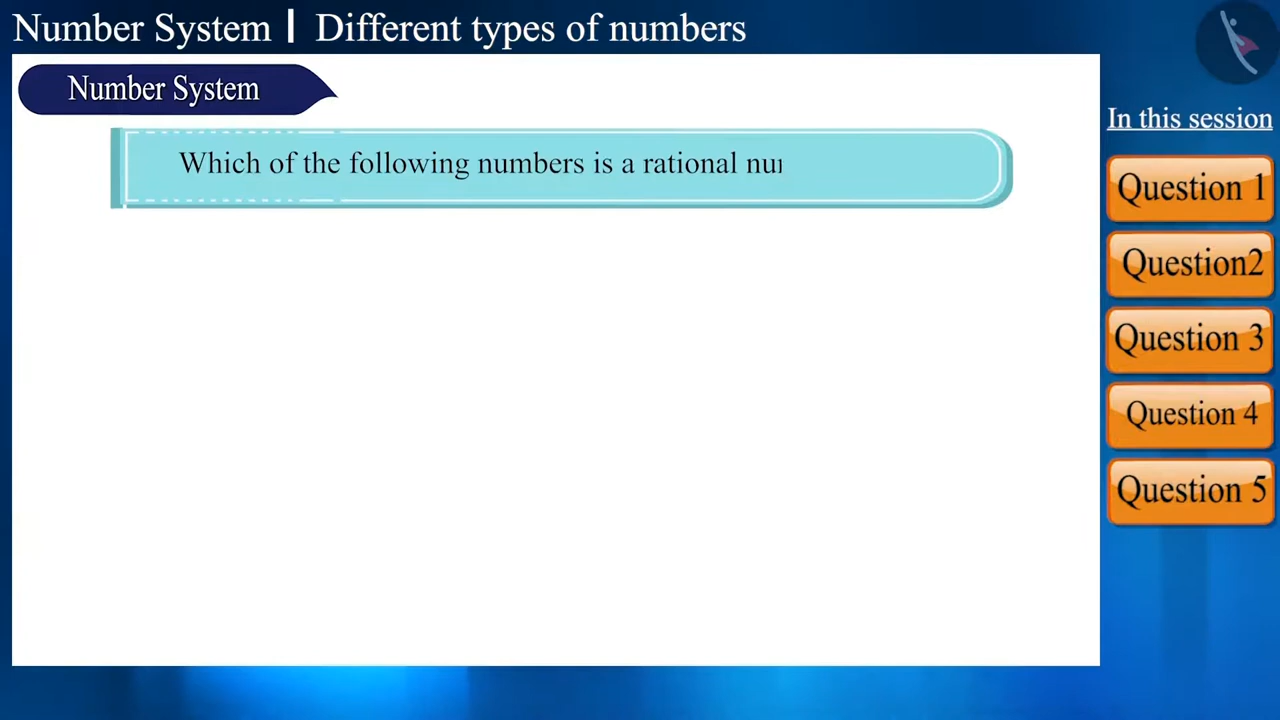 Number System | Different types of numbers
Number System
In this session
Which of the following numbers is a rational nu
Question 1
Question2
Question 3
Question 4
Question 5